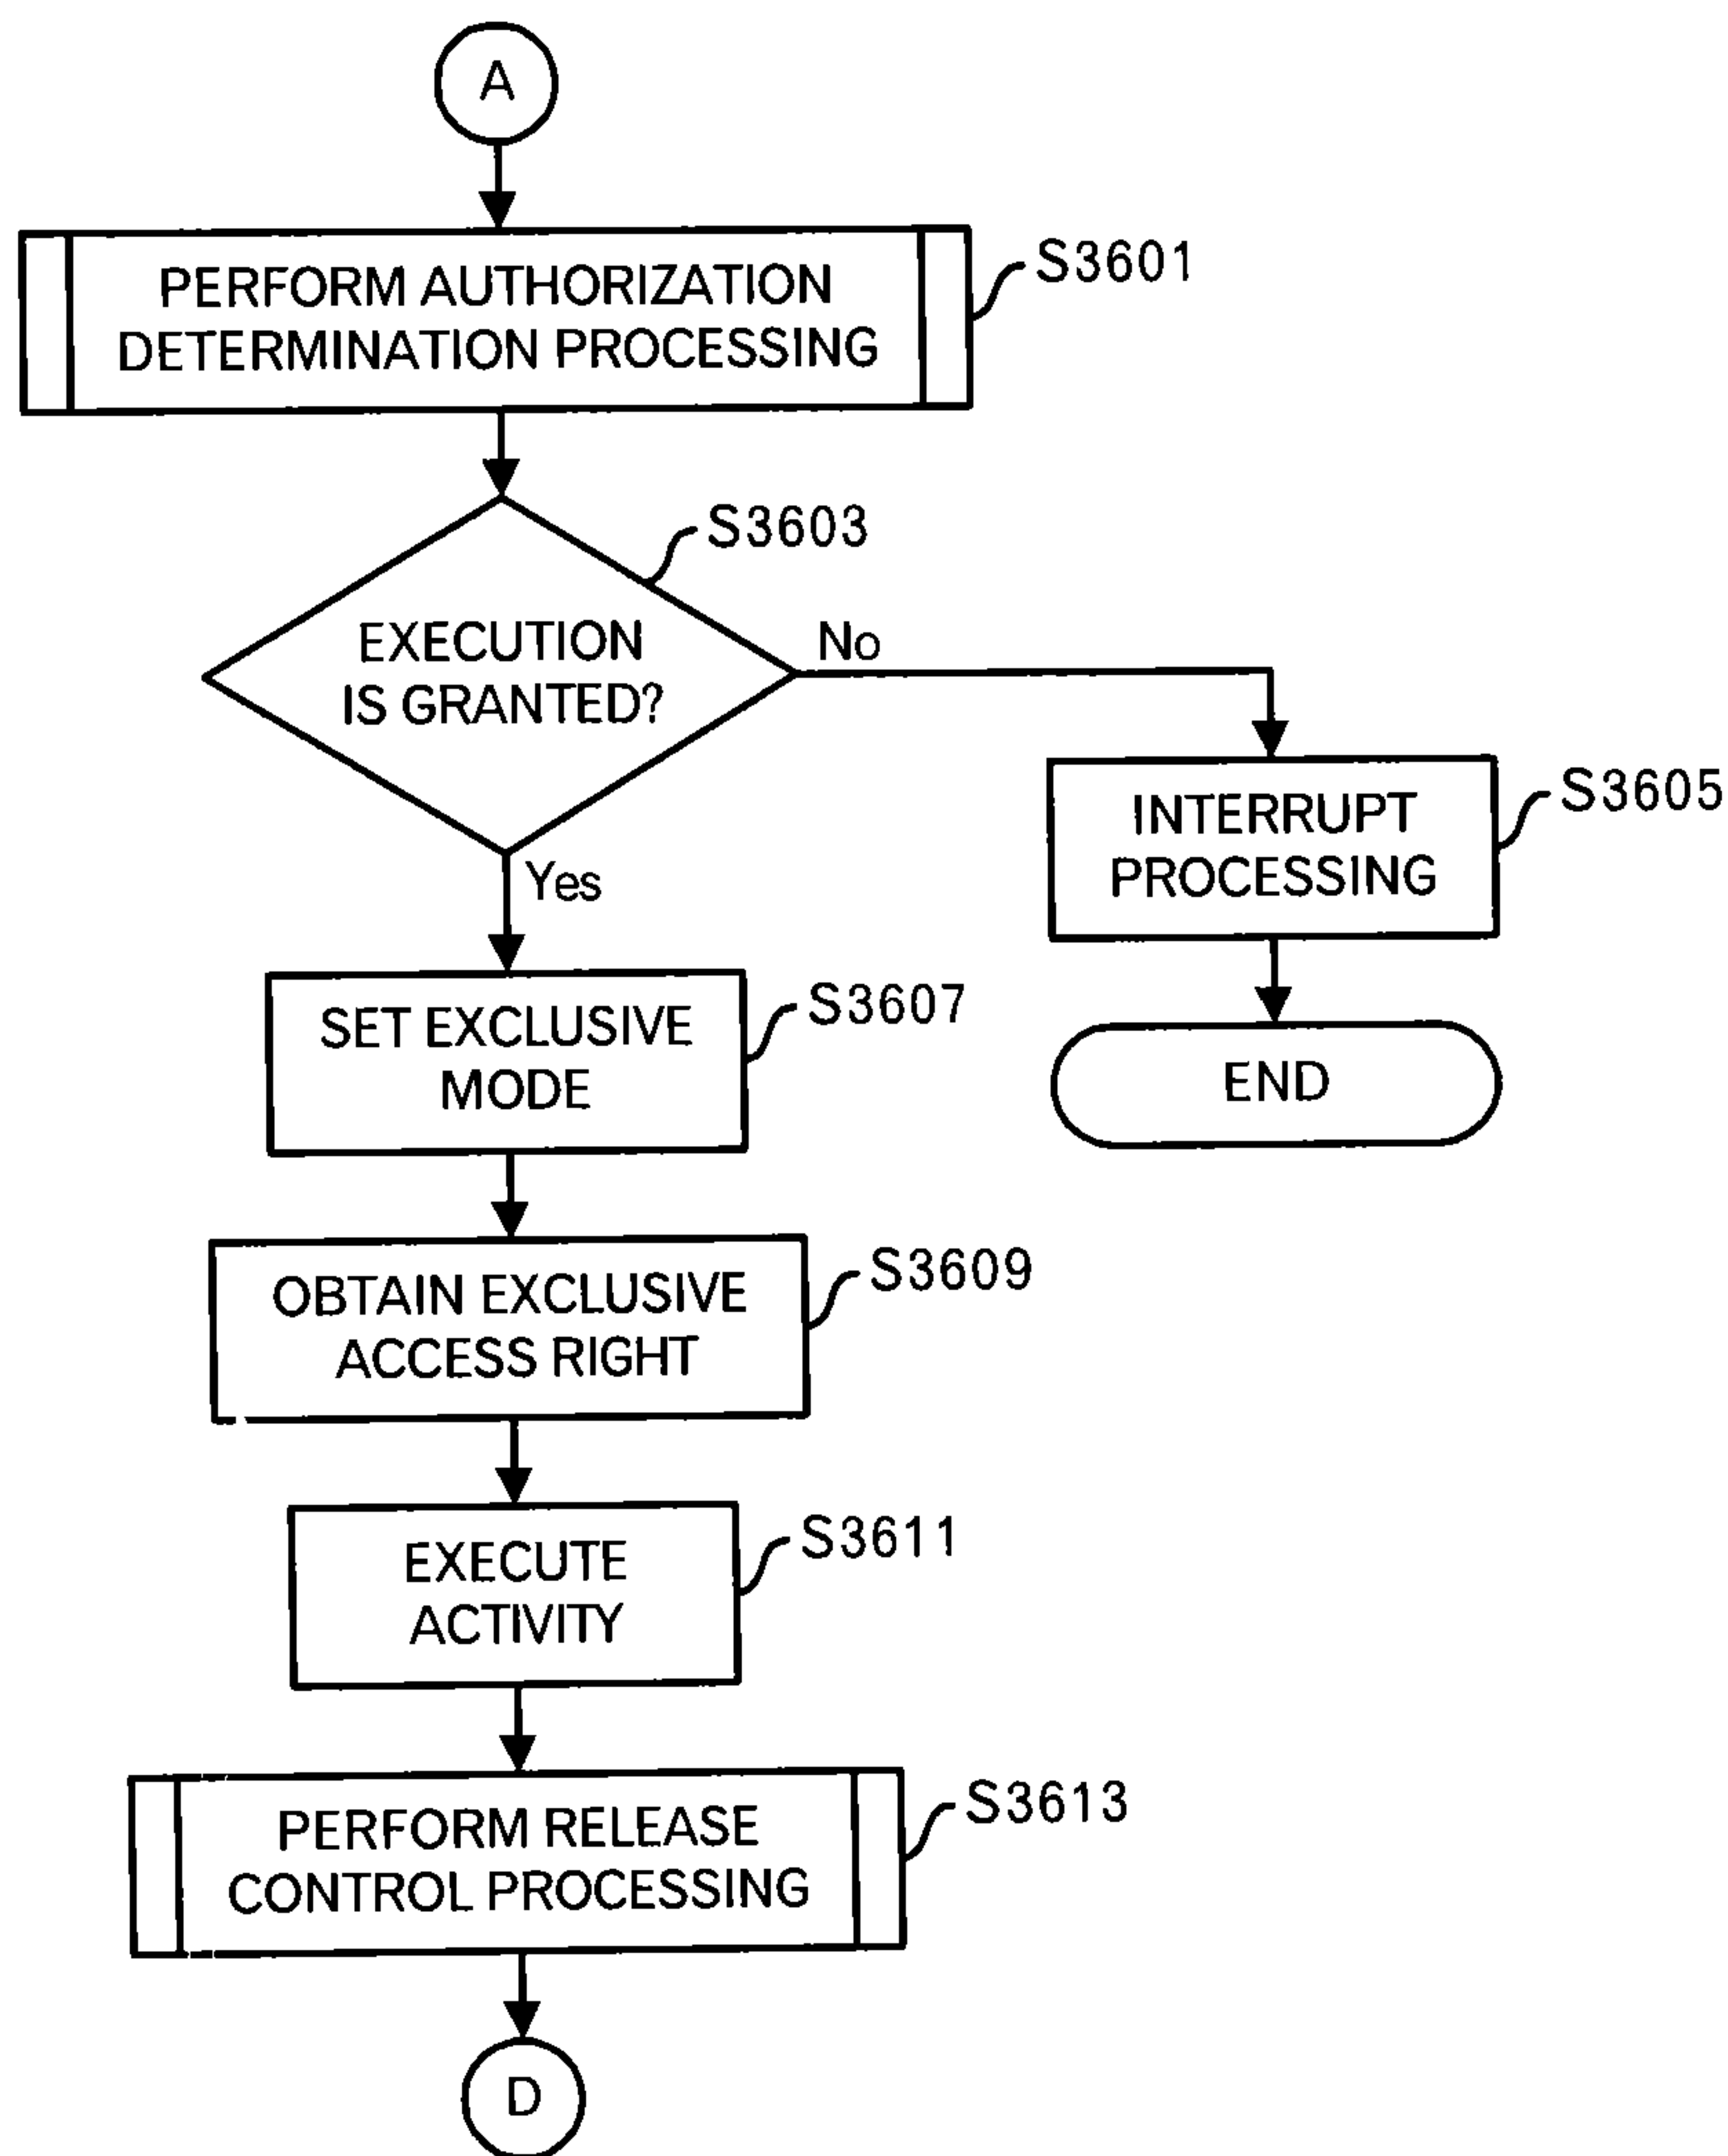 A
PERFORM AUTHORIZATION
DETERMINATION PROCESSING
S3601
S3603
EXECUTION
IS GRANTED?
No
Yes
INTERRUPT
PROCESSING
S3605
END
SET EXCLUSIVE
MODE
S3607
OBTAIN EXCLUSIVE
ACCESS RIGHT
S3609
EXECUTE
ACTIVITY
S3611
PERFORM RELEASE
CONTROL PROCESSING
S3613
D